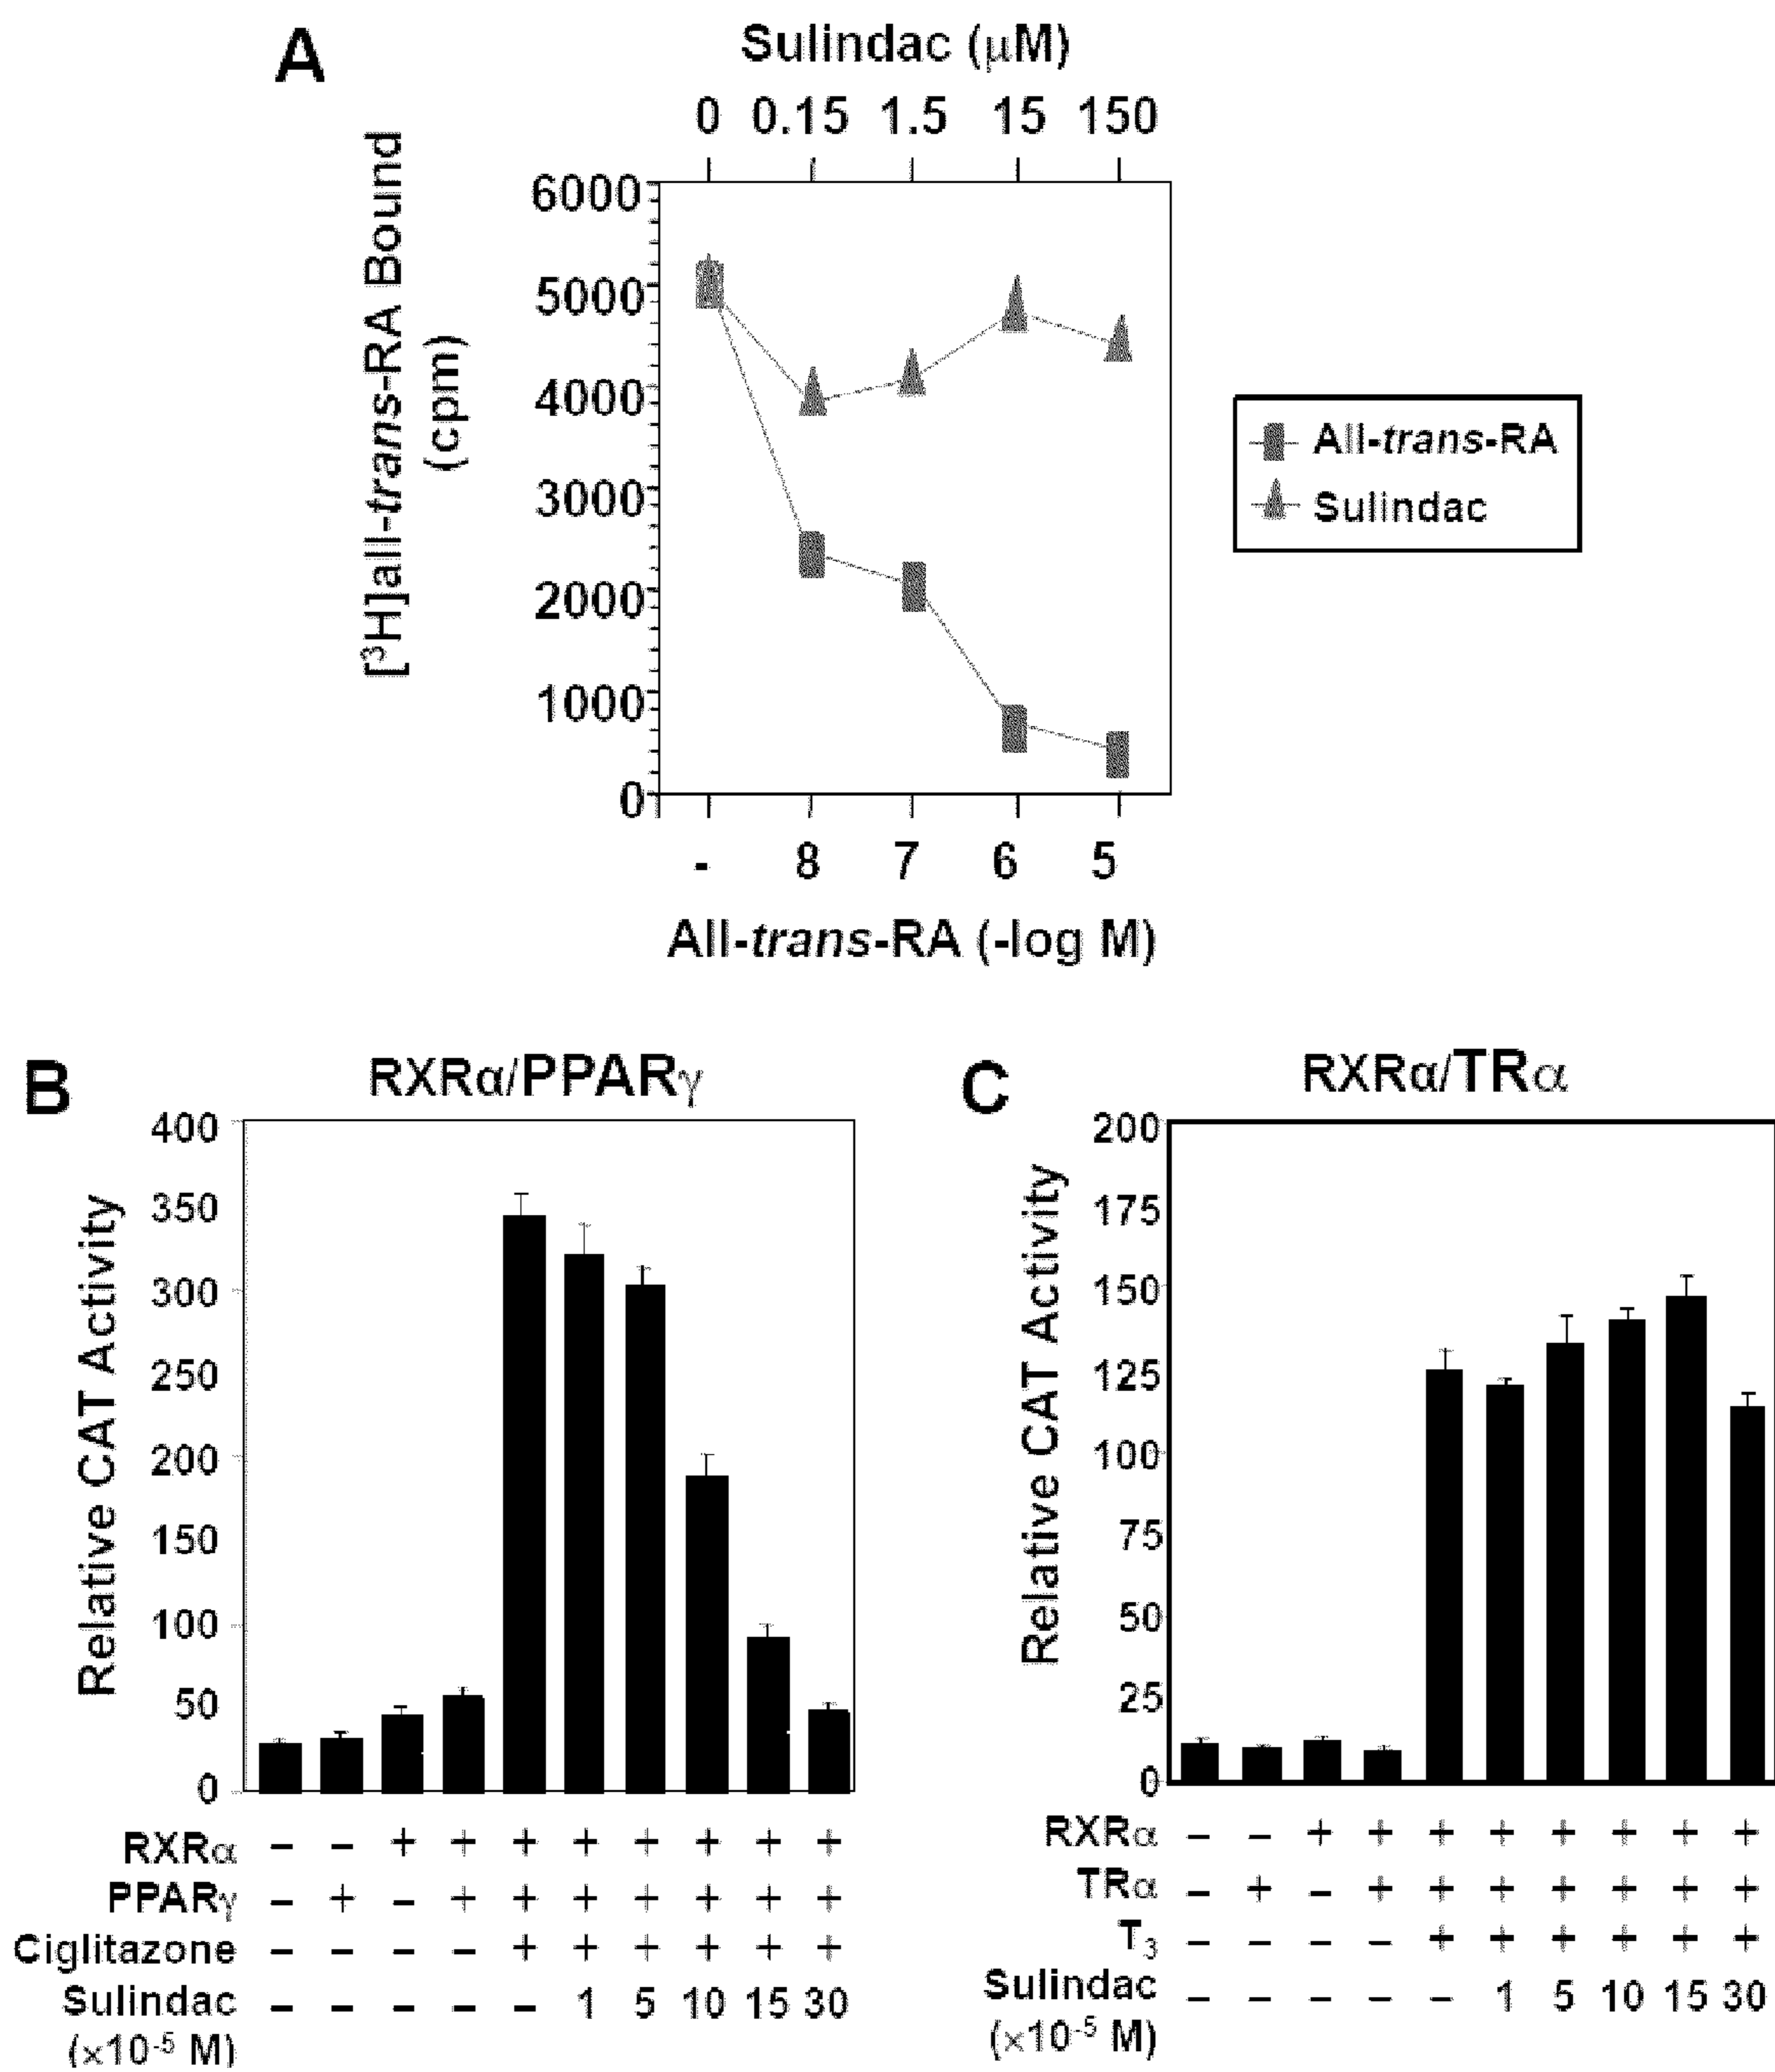 A
Sulindac (μM)
0 0.15 1.5 15 150
[³H]all-trans-RA Bound
(cpm)
6000
5000
4000
3000
2000
1000
0
- 8 7 6 5
All-trans-RA (-log M)
All-trans-RA
Sulindac
B
RXRα/PPARγ
Relative CAT Activity
400
350
300
250
200
150
100
50
0
RXRα – – + + + + + + + +
PPARγ – + – + + + + + + +
Ciglitazone – – – – + + + + + +
Sulindac – – – – – 1 5 10 15 30
(×10⁻⁵ M)
C
RXRα/TRα
Relative CAT Activity
200
175
150
125
100
75
50
25
0
RXRα – – + + + + + + + +
TRα – + – + + + + + + +
T₃ – – – – + + + + + +
Sulindac – – – – – 1 5 10 15 30
(×10⁻⁵ M)